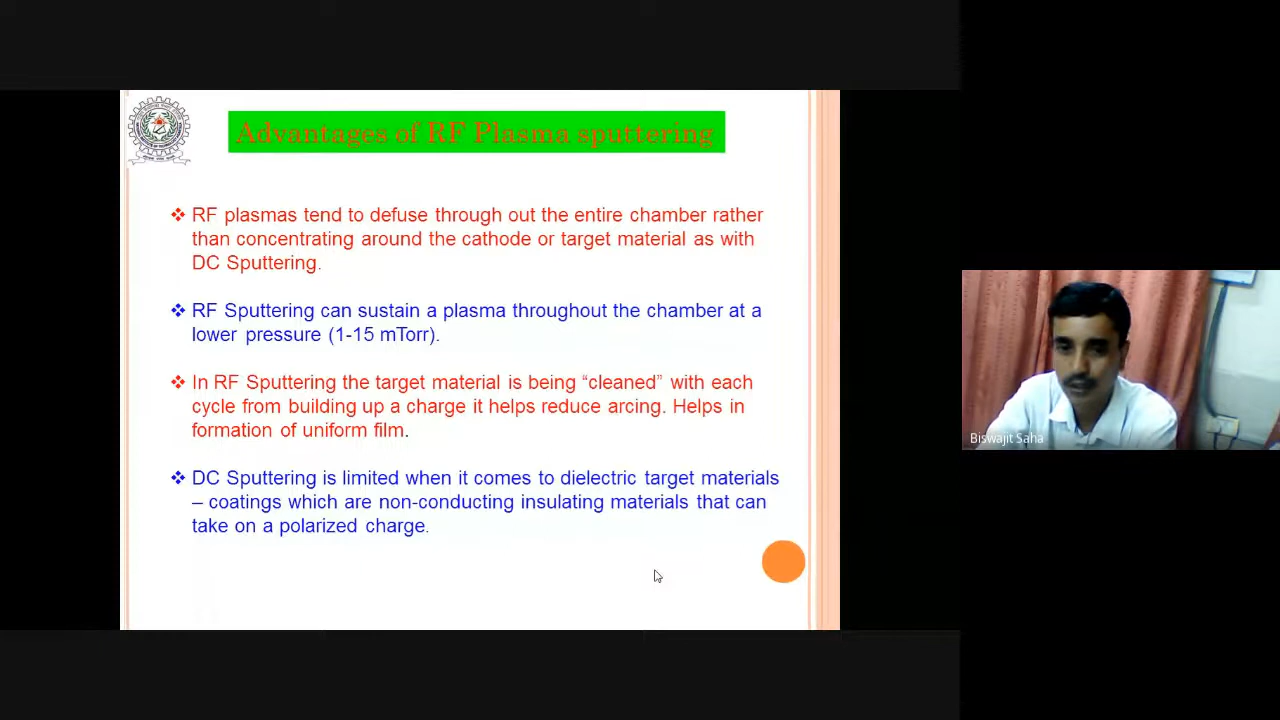 Advantages of RF Plasma sputtering
RF plasmas tend to defuse through out the entire chamber rather
than concentrating around the cathode or target material as with
DC Sputtering.
RF Sputtering can sustain a plasma throughout the chamber at a
lower pressure (1-15 mTorr).
In RF Sputtering the target material is being “cleaned” with each
cycle from building up a charge it helps reduce arcing. Helps in
formation of uniform film.
DC Sputtering is limited when it comes to dielectric target materials
– coatings which are non-conducting insulating materials that can
take on a polarized charge.
Biswajit Saha